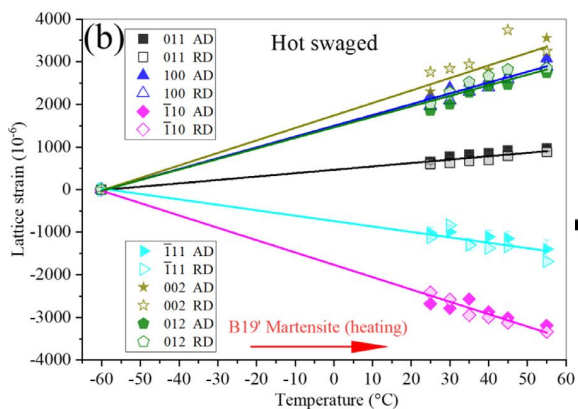 (b)
Hot swaged
011 AD
011 RD
100 AD
100 RD
1̅10 AD
1̅10 RD
1̅11 AD
1̅11 RD
002 AD
002 RD
012 AD
012 RD
B19' Martensite (heating)
Lattice strain (10⁻⁶)
4000
3000
2000
1000
0
-1000
-2000
-3000
-4000
-60 -50 -40 -30 -20 -10 0 10 20 30 40 50 60
Temperature (°C)